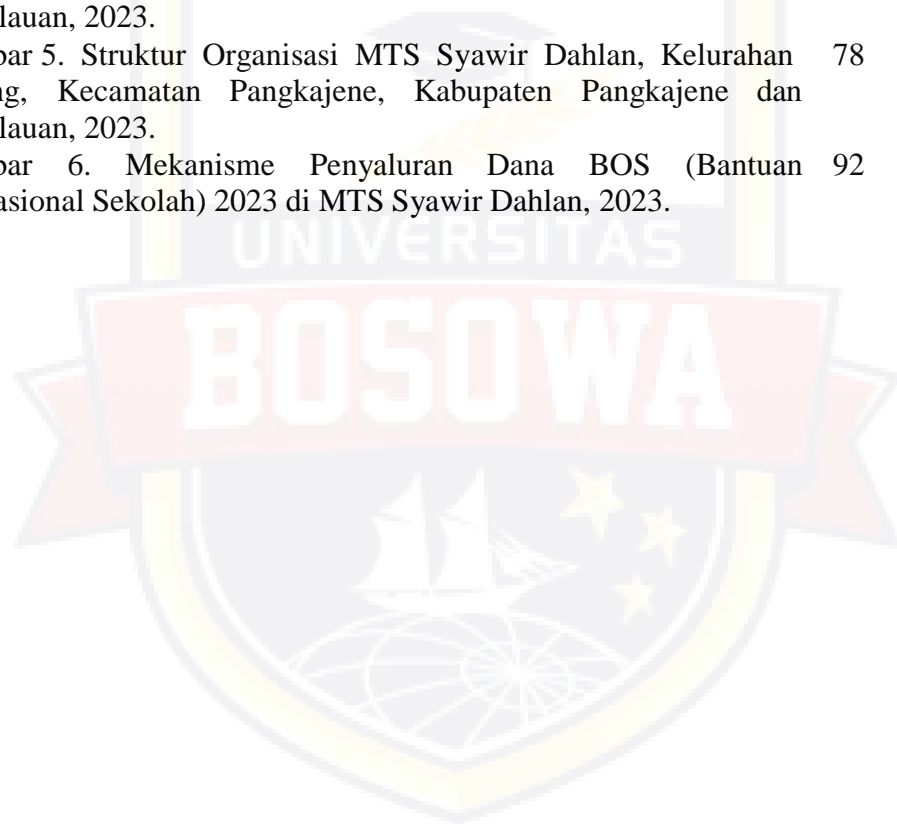 lauan, 2023.
bar 5. Struktur Organisasi MTS Syawir Dahlan, Kelurahan 78
ng, Kecamatan Pangkajene, Kabupaten Pangkajene dan
lauan, 2023.
bar 6. Mekanisme Penyaluran Dana BOS (Bantuan 92
asional Sekolah) 2023 di MTS Syawir Dahlan, 2023.
UNIVERSITAS
BOSOWA